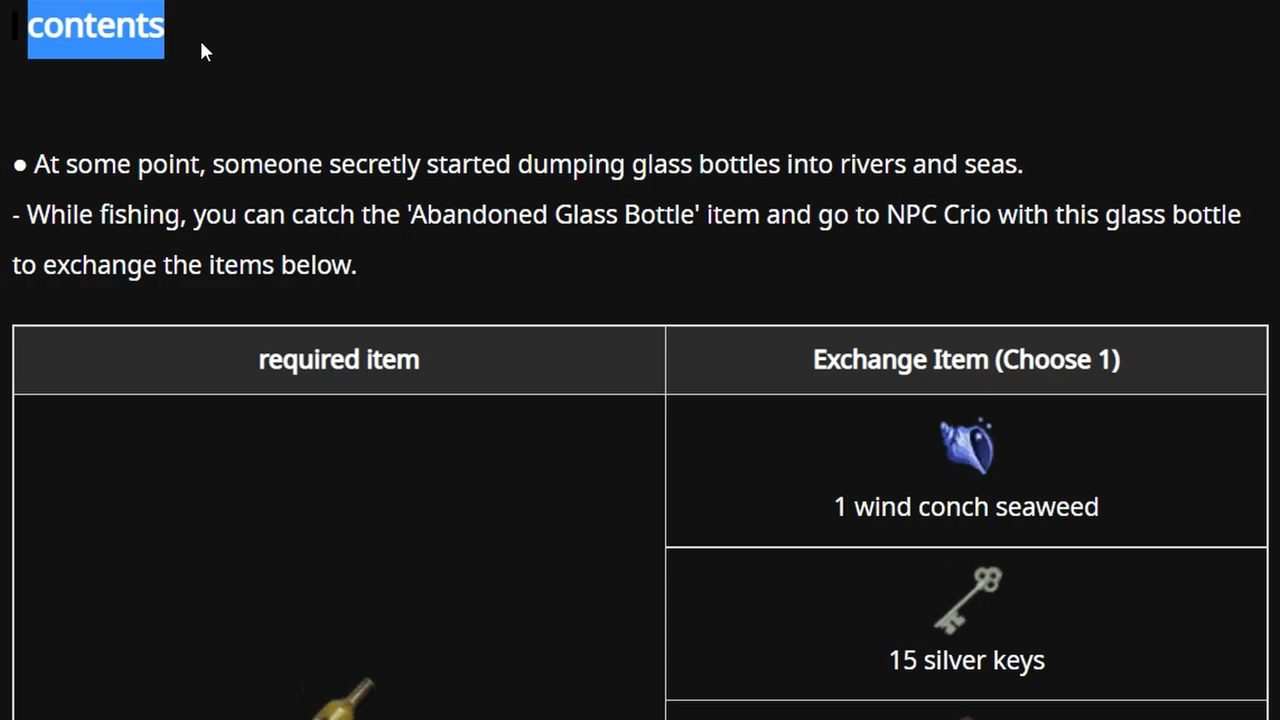 contents
● At some point, someone secretly started dumping glass bottles into rivers and seas.
- While fishing, you can catch the 'Abandoned Glass Bottle' item and go to NPC Crio with this glass bottle
to exchange the items below.
required item
Exchange Item (Choose 1)
1 wind conch seaweed
15 silver keys